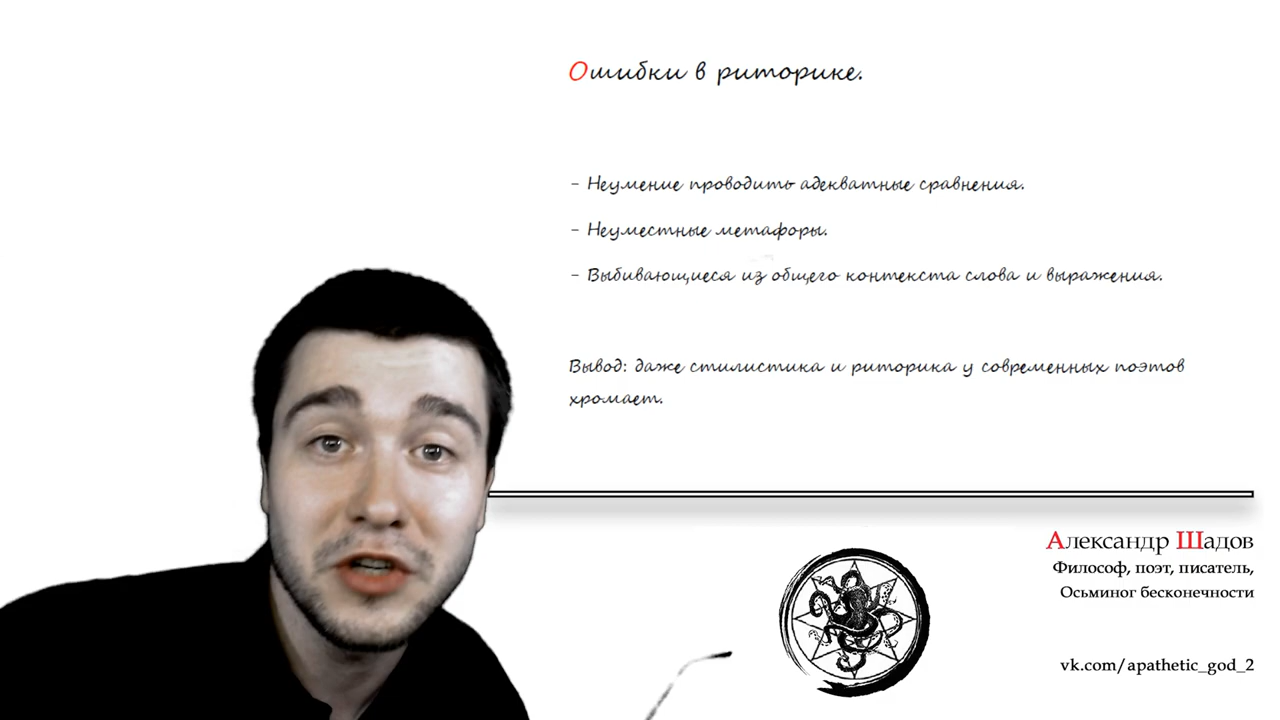 Ошибки в риторике.
- Неумение проводить адекватные сравнения.
- Неуместные метафоры.
- Выбивающиеся из общего контекста слова и выражения.
Вывод: даже стилистика и риторика у современных поэтов
хромает.
Александр Шадов
Философ, поэт, писатель,
Осьминог бесконечности
vk.com/apathetic_god_2